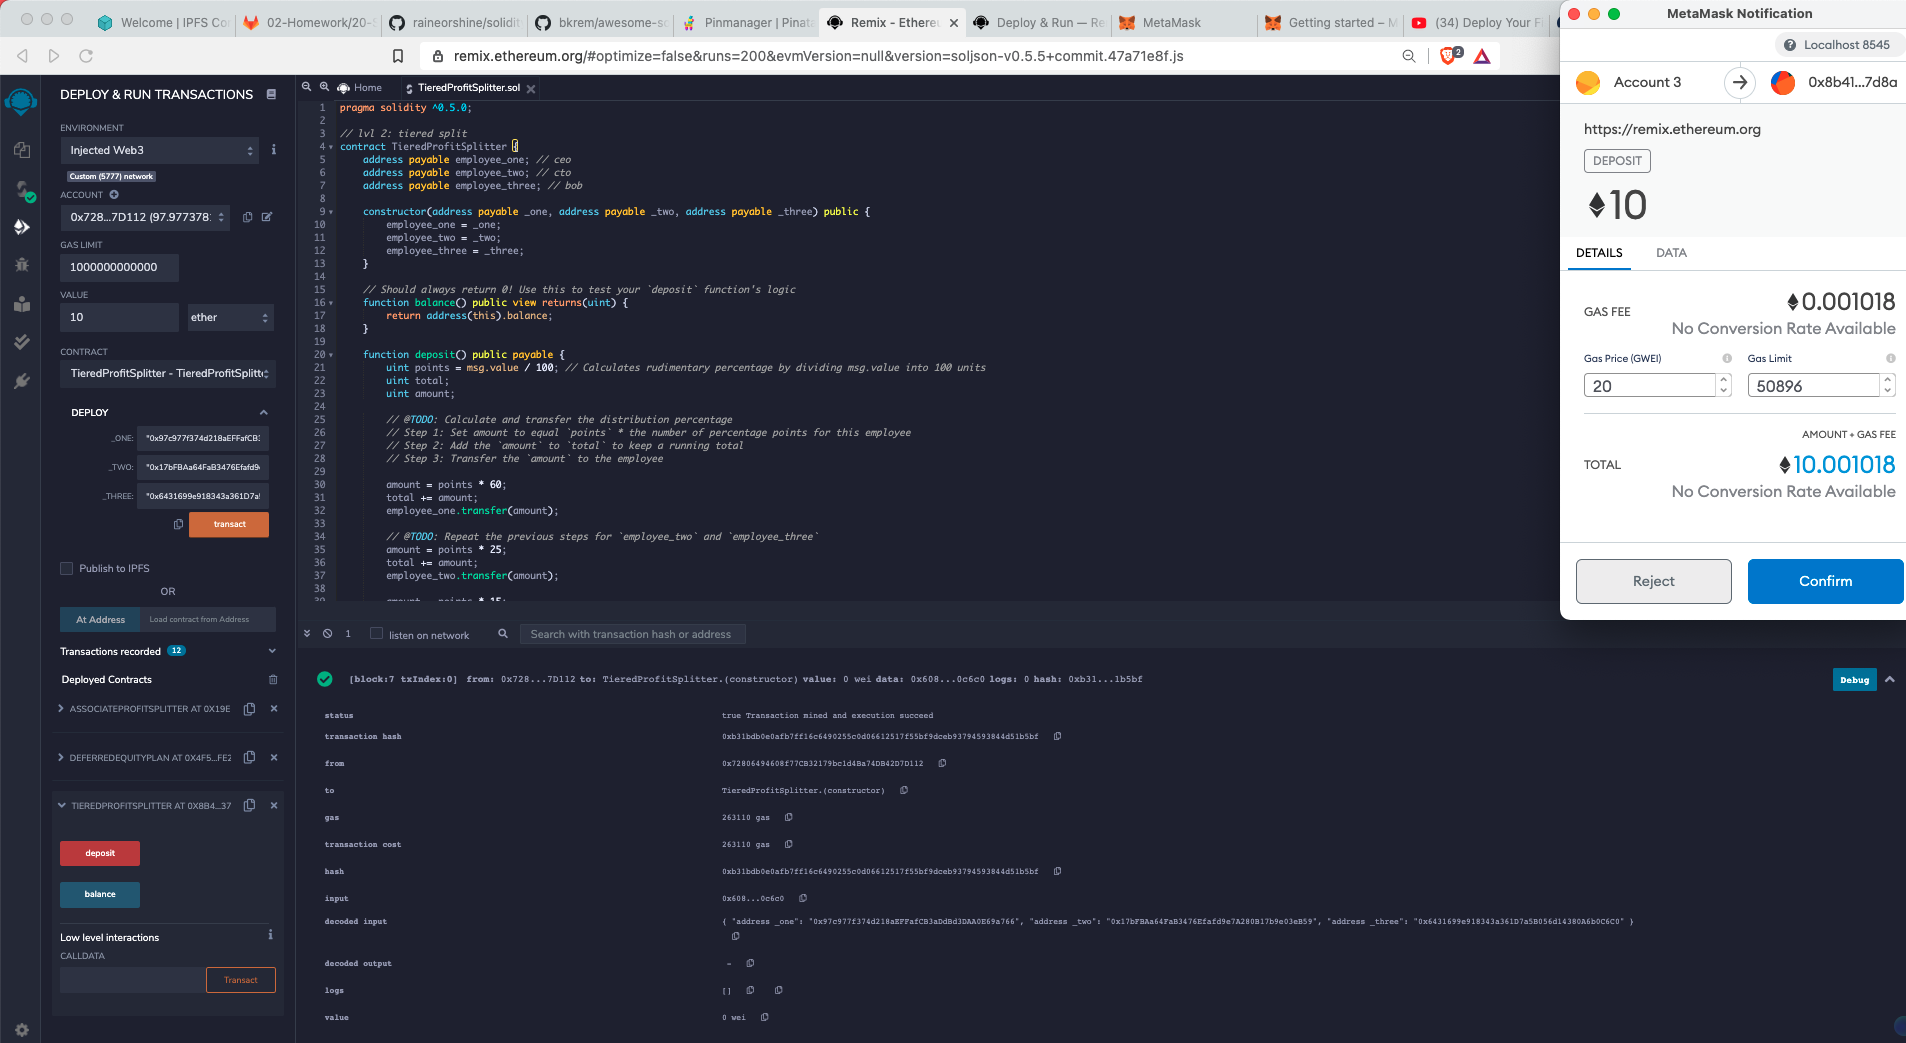 Welcome | IPFS Cor
02-Homework/20-S
raineorshine/solidit
bkrem/awesome-so
Pinmanager | Pinata
Remix - Ethereu
Deploy & Run — Re
MetaMask
Getting started – M
(34) Deploy Your Fi
remix.ethereum.org/#optimize=false&runs=200&evmVersion=null&version=soljson-v0.5.5+commit.47a71e8f.js
2
DEPLOY & RUN TRANSACTIONS
ENVIRONMENT
Injected Web3
Custom (5777) network
ACCOUNT
0x728...7D112 (97.9773781
GAS LIMIT
1000000000000
VALUE
10
ether
CONTRACT
TieredProfitSplitter - TieredProfitSplitte
DEPLOY
_ONE:
"0x97c977f374d218aEFFafCB3
_TWO:
"0x17bFBAa64FaB3476Efafd9e
_THREE:
"0x6431699e918343a361D7a5
transact
Publish to IPFS
OR
At Address
Load contract from Address
Transactions recorded 12
Deployed Contracts
ASSOCIATEPROFITSPLITTER AT 0X19E
DEFERREDEQUITYPLAN AT 0X4F5...FE2
TIEREDPROFITSPLITTER AT 0X8B4...37
deposit
balance
Low level interactions
CALLDATA
Transact
Home
TieredProfitSplitter.sol
1 pragma solidity ^0.5.0;
2
3 // lvl 2: tiered split
4 contract TieredProfitSplitter {
5 address payable employee_one; // ceo
6 address payable employee_two; // cto
7 address payable employee_three; // bob
8
9 constructor(address payable _one, address payable _two, address payable _three) public {
10 employee_one = _one;
11 employee_two = _two;
12 employee_three = _three;
13 }
14
15 // Should always return 0! Use this to test your `deposit` function's logic
16 function balance() public view returns(uint) {
17 return address(this).balance;
18 }
19
20 function deposit() public payable {
21 uint points = msg.value / 100; // Calculates rudimentary percentage by dividing msg.value into 100 units
22 uint total;
23 uint amount;
24
25 // @TODO: Calculate and transfer the distribution percentage
26 // Step 1: Set amount to equal `points` * the number of percentage points for this employee
27 // Step 2: Add the `amount` to `total` to keep a running total
28 // Step 3: Transfer the `amount` to the employee
29
30 amount = points * 60;
31 total += amount;
32 employee_one.transfer(amount);
33
34 // @TODO: Repeat the previous steps for `employee_two` and `employee_three`
35 amount = points * 25;
36 total += amount;
37 employee_two.transfer(amount);
38
39 amount = points * 15;
1
listen on network
Search with transaction hash or address
[block:7 txIndex:0] from: 0x728...7D112 to: TieredProfitSplitter.(constructor) value: 0 wei data: 0x608...0c6c0 logs: 0 hash: 0xb31...1b5bf
Debug
status true Transaction mined and execution succeed
transaction hash 0xb31bdb0e0afb7ff16c6490255c0d06612517f55bf9dceb93794593844d51b5bf
from 0x72806494608f77CB32179bc1d4Ba74DB42D7D112
to TieredProfitSplitter.(constructor)
gas 263110 gas
transaction cost 263110 gas
hash 0xb31bdb0e0afb7ff16c6490255c0d06612517f55bf9dceb93794593844d51b5bf
input 0x608...0c6c0
decoded input { "address _one": "0x97c977f374d218aEFFafCB3aDdBd3DAA0E69a766", "address _two": "0x17bFBAa64FaB3476Efafd9e7A280B17b9e03eB59", "address _three": "0x6431699e918343a361D7a5B056d14380A6b0C6C0" }
decoded output -
logs []
value 0 wei
MetaMask Notification
Localhost 8545
Account 3
0x8b41...7d8a
https://remix.ethereum.org
DEPOSIT
10
DETAILS
DATA
GAS FEE
0.001018
No Conversion Rate Available
Gas Price (GWEI)
Gas Limit
20
50896
AMOUNT + GAS FEE
TOTAL
10.001018
No Conversion Rate Available
Reject
Confirm